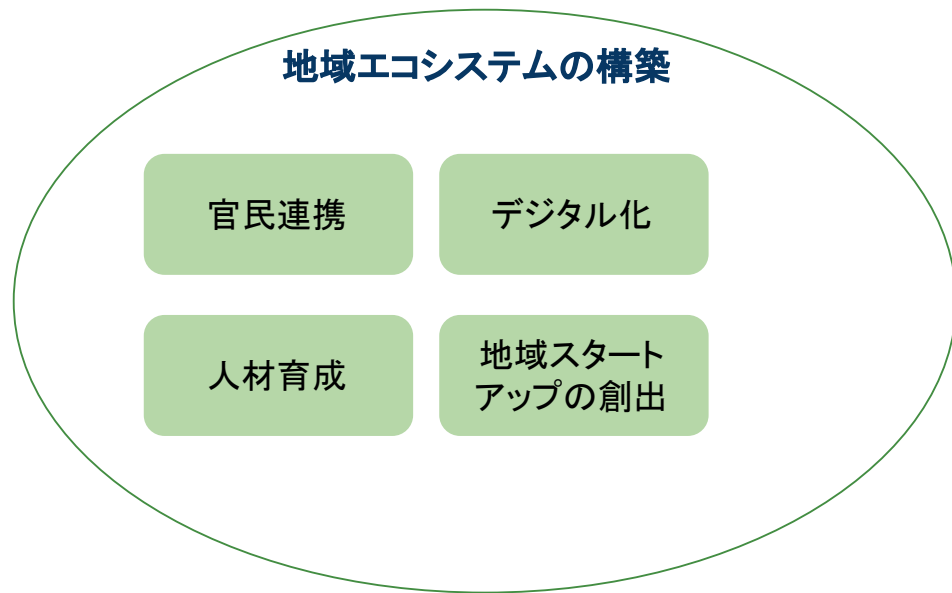 地域エコシステムの構築
官民連携
デジタル化
人材育成
地域スタート
アップの創出